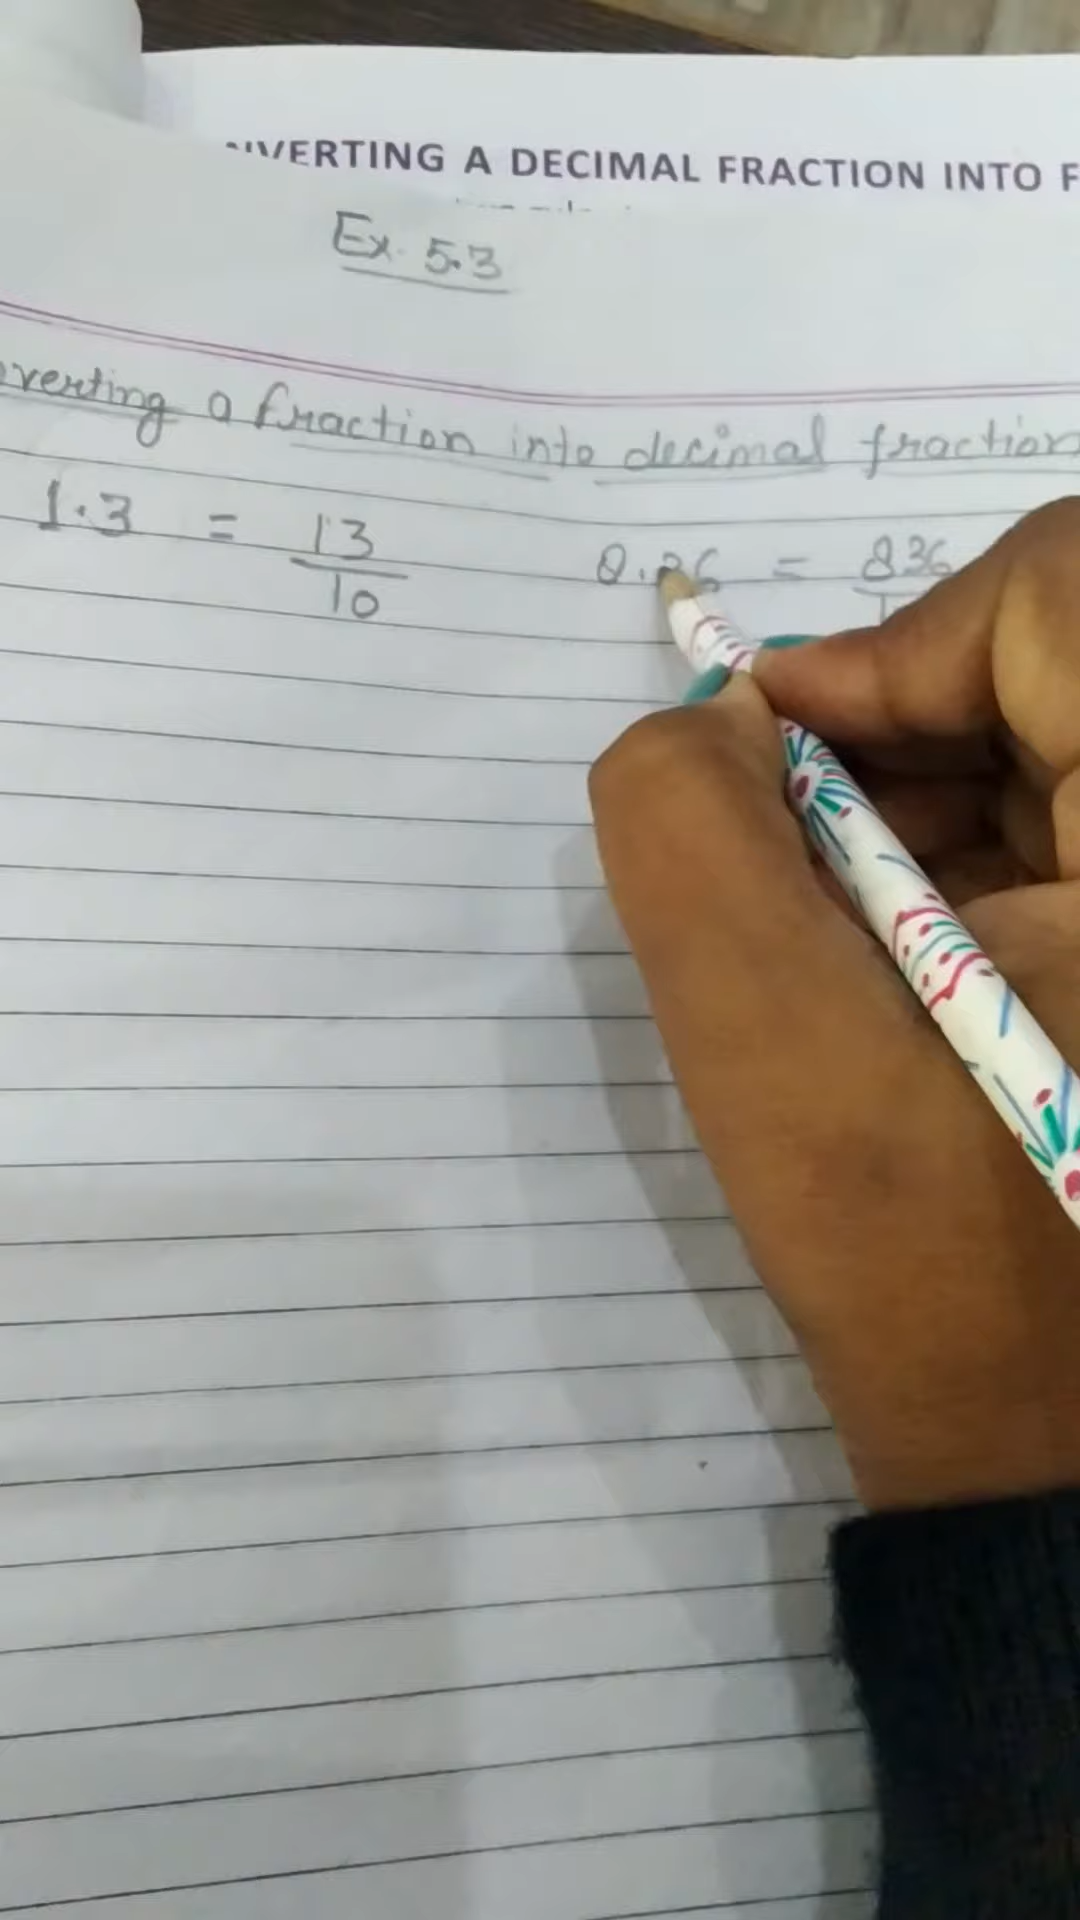 VERTING A DECIMAL FRACTION INTO F
Ex. 5.3
verting a fraction into decimal fraction
1.3 = 13/10
8.36 = 836